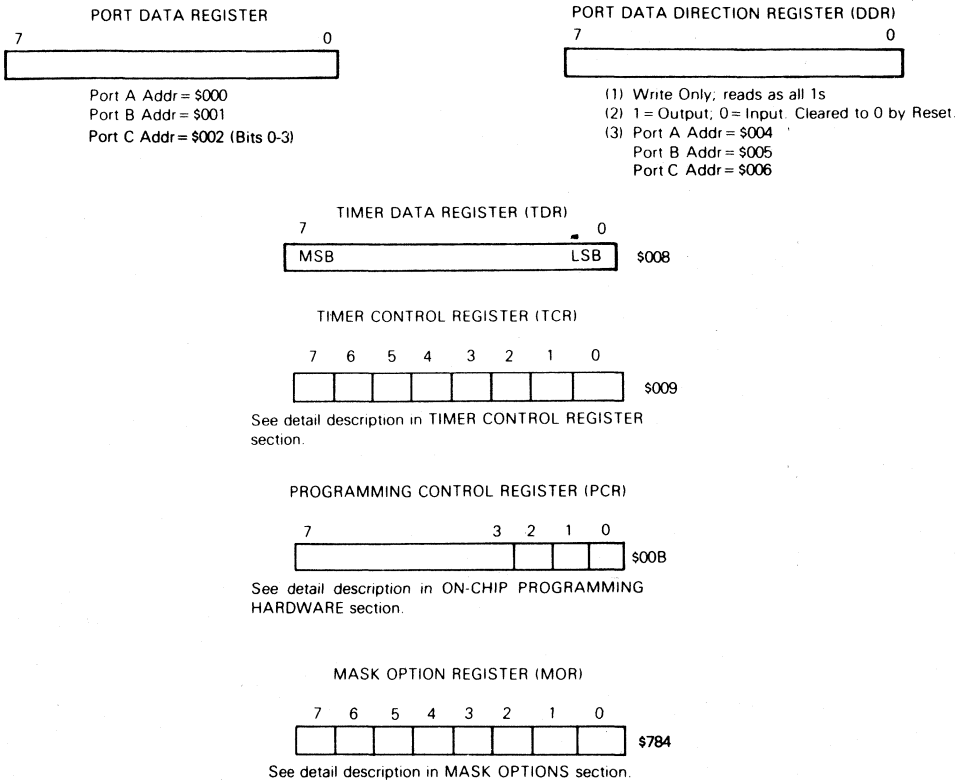 PORT DATA REGISTER
7 0
Port A Addr = $000
Port B Addr = $001
Port C Addr = $002 (Bits 0-3)
PORT DATA DIRECTION REGISTER (DDR)
7 0
(1) Write Only; reads as all 1s
(2) 1 = Output; 0 = Input. Cleared to 0 by Reset.
(3) Port A Addr = $004
Port B Addr = $005
Port C Addr = $006
TIMER DATA REGISTER (TDR)
7 0
MSB LSB $008
TIMER CONTROL REGISTER (TCR)
7 6 5 4 3 2 1 0
$009
See detail description in TIMER CONTROL REGISTER
section.
PROGRAMMING CONTROL REGISTER (PCR)
7 3 2 1 0
$00B
See detail description in ON-CHIP PROGRAMMING
HARDWARE section.
MASK OPTION REGISTER (MOR)
7 6 5 4 3 2 1 0
$784
See detail description in MASK OPTIONS section.